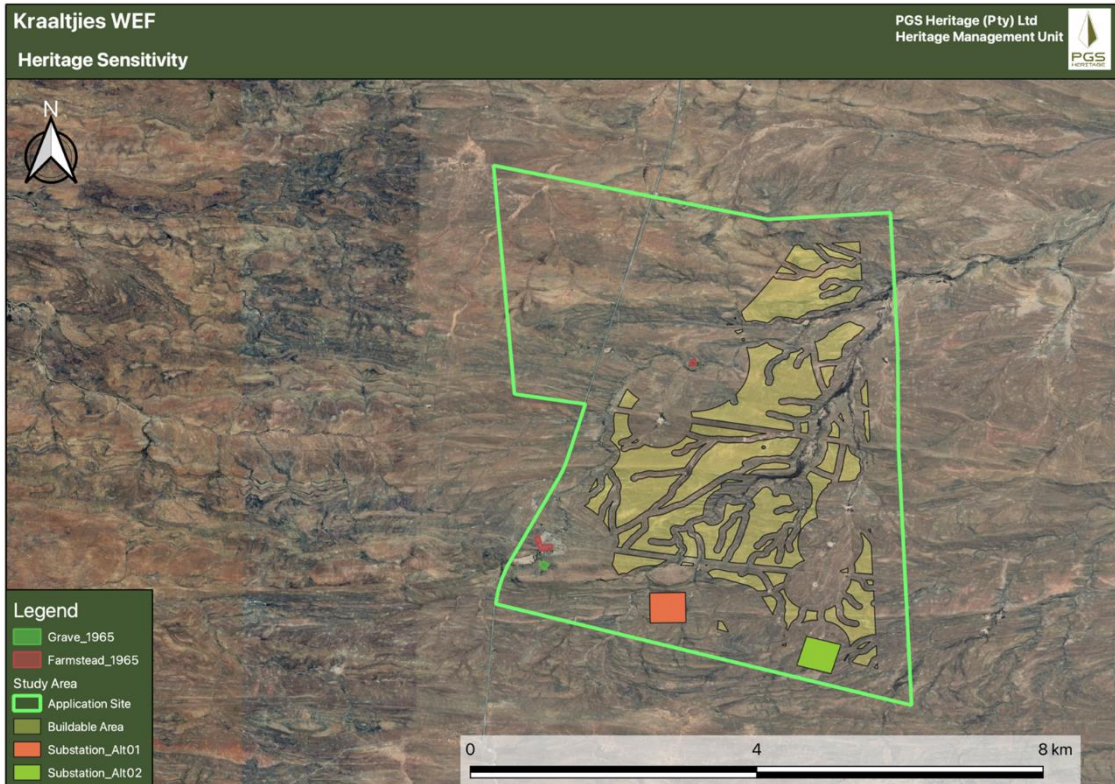 Kraaltjies WEF
Heritage Sensitivity
PGS Heritage (Pty) Ltd
Heritage Management Unit
PGS
HERITAGE
N
Legend
Grave_1965
Farmstead_1965
Study Area
Application Site
Buildable Area
Substation_Alt01
Substation_Alt02
0 4 8 km